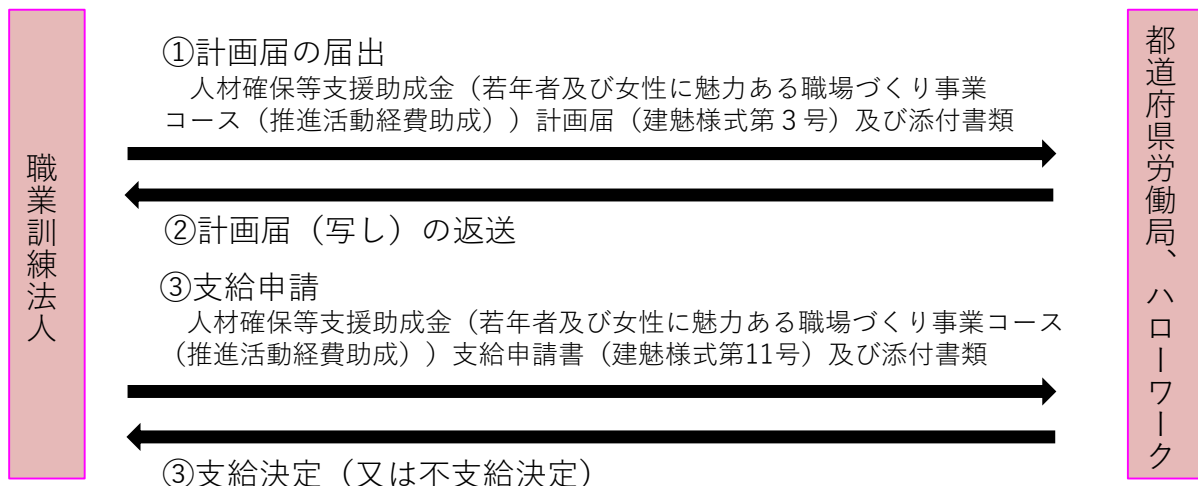 職業訓練法人
①計画届の届出
人材確保等支援助成金（若年者及び女性に魅力ある職場づくり事業
コース（推進活動経費助成））計画届（建魅様式第３号）及び添付書類
②計画届（写し）の返送
③支給申請
人材確保等支援助成金（若年者及び女性に魅力ある職場づくり事業コース
（推進活動経費助成））支給申請書（建魅様式第11号）及び添付書類
③支給決定（又は不支給決定）
都道府県労働局、ハローワーク